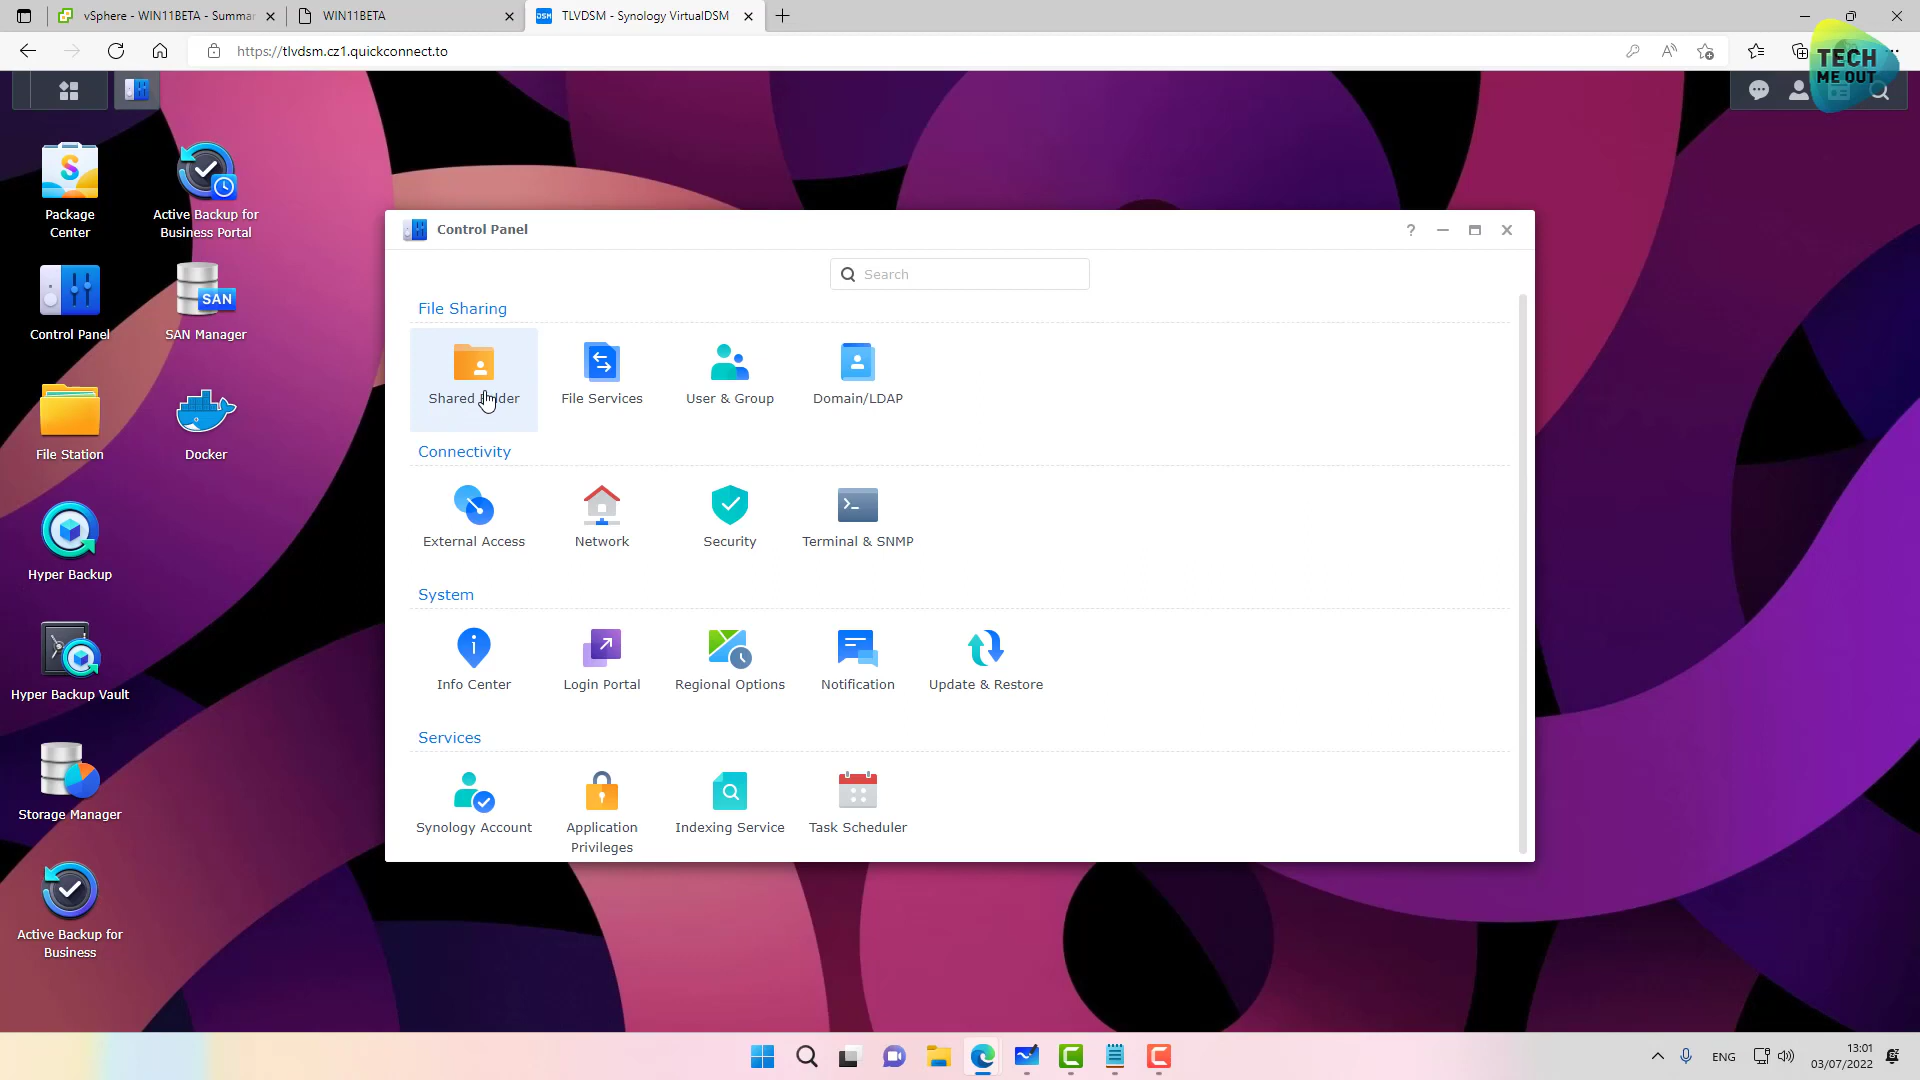 vSphere - WIN11BETA - Summar
WIN11BETA
DSM
TLVDSM - Synology VirtualDSM
https://tlvdsm.cz1.quickconnect.to
TECH
ME OUT
Package
Center
Active Backup for
Business Portal
Control Panel
SAN
SAN Manager
File Station
Docker
Hyper Backup
Hyper Backup Vault
Storage Manager
Active Backup for
Business
Control Panel
Search
File Sharing
Shared Folder
File Services
User & Group
Domain/LDAP
Connectivity
External Access
Network
Security
Terminal & SNMP
System
Info Center
Login Portal
Regional Options
Notification
Update & Restore
Services
Synology Account
Application
Privileges
Indexing Service
Task Scheduler
ENG
13:01
03/07/2022